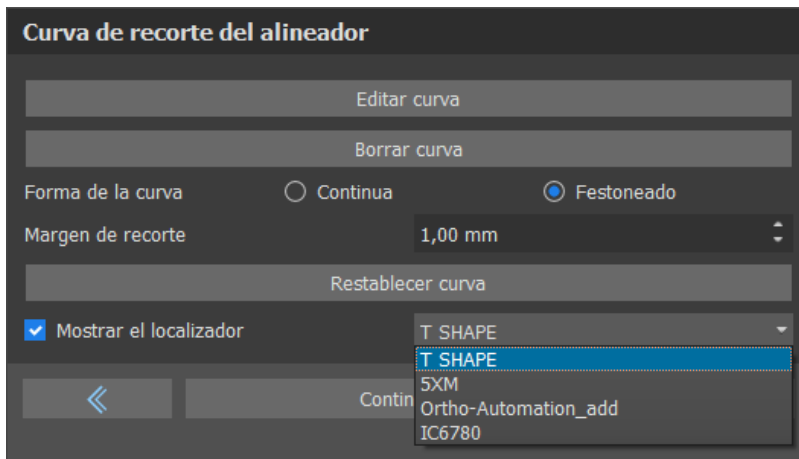 Curva de recorte del alineador
Editar curva
Borrar curva
Forma de la curva Continua Festoneado
Margen de recorte 1,00 mm
Restablecer curva
Mostrar el localizador T SHAPE
T SHAPE
5XM
Ortho-Automation_add
IC6780
Contin